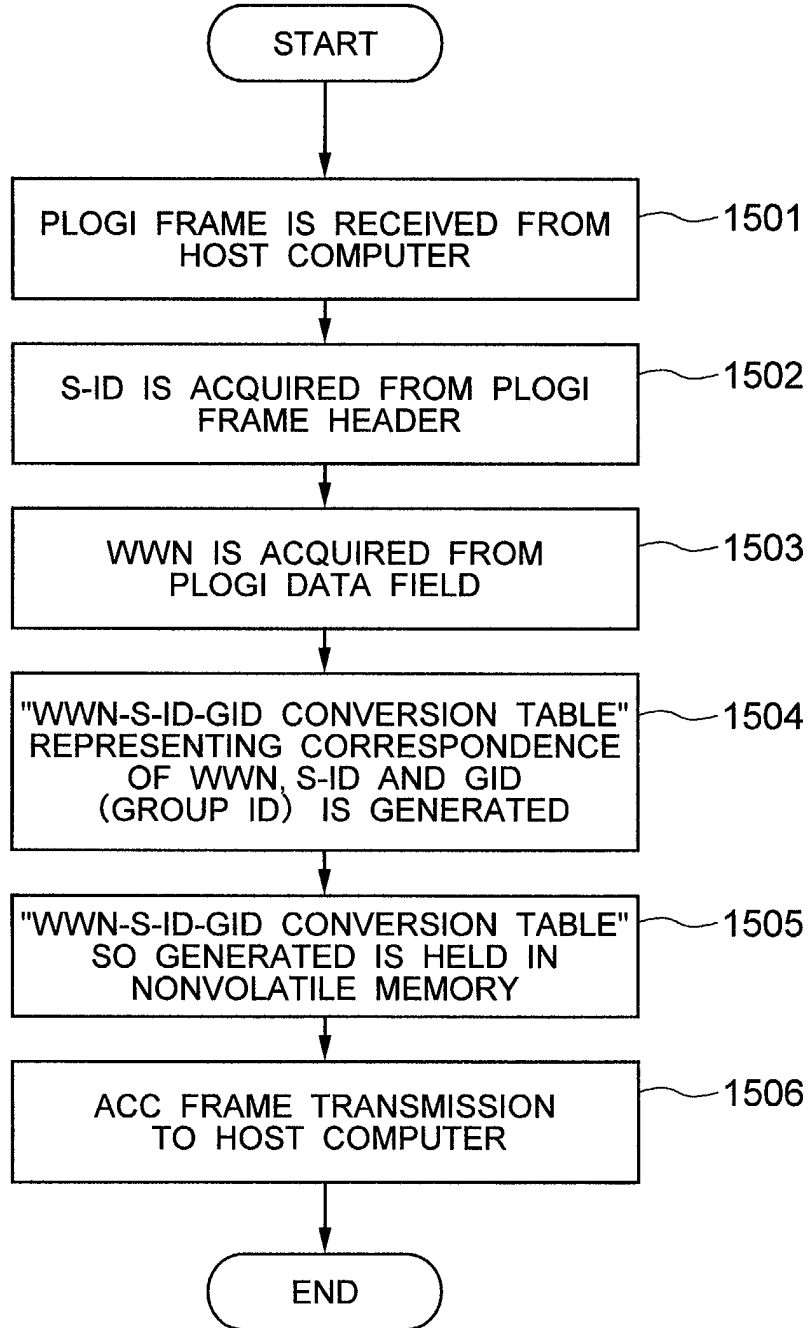 START
PLOGI FRAME IS RECEIVED FROM
HOST COMPUTER
1501
S-ID IS ACQUIRED FROM PLOGI
FRAME HEADER
1502
WWN IS ACQUIRED FROM
PLOGI DATA FIELD
1503
"WWN-S-ID-GID CONVERSION TABLE"
REPRESENTING CORRESPONDENCE
OF WWN, S-ID AND GID
(GROUP ID) IS GENERATED
1504
"WWN-S-ID-GID CONVERSION TABLE"
SO GENERATED IS HELD IN
NONVOLATILE MEMORY
1505
ACC FRAME TRANSMISSION
TO HOST COMPUTER
1506
END